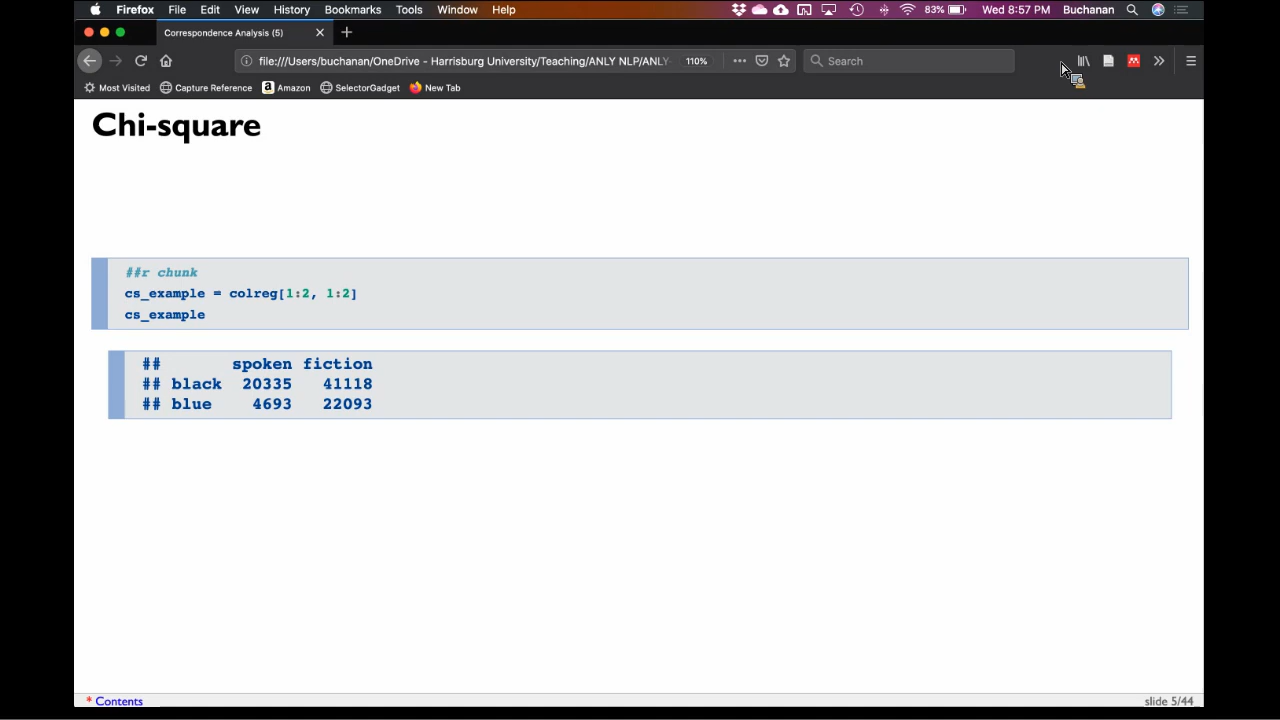 Firefox File Edit View History Bookmarks Tools Window Help 83% Wed 8:57 PM Buchanan
Correspondence Analysis (5)
file:///Users/buchanan/OneDrive - Harrisburg University/Teaching/ANLY NLP/ANLY- 110% Search
Most Visited Capture Reference Amazon SelectorGadget New Tab
Chi-square
##r chunk
cs_example = colreg[1:2, 1:2]
cs_example
## spoken fiction
## black 20335 41118
## blue 4693 22093
* Contents slide 5/44